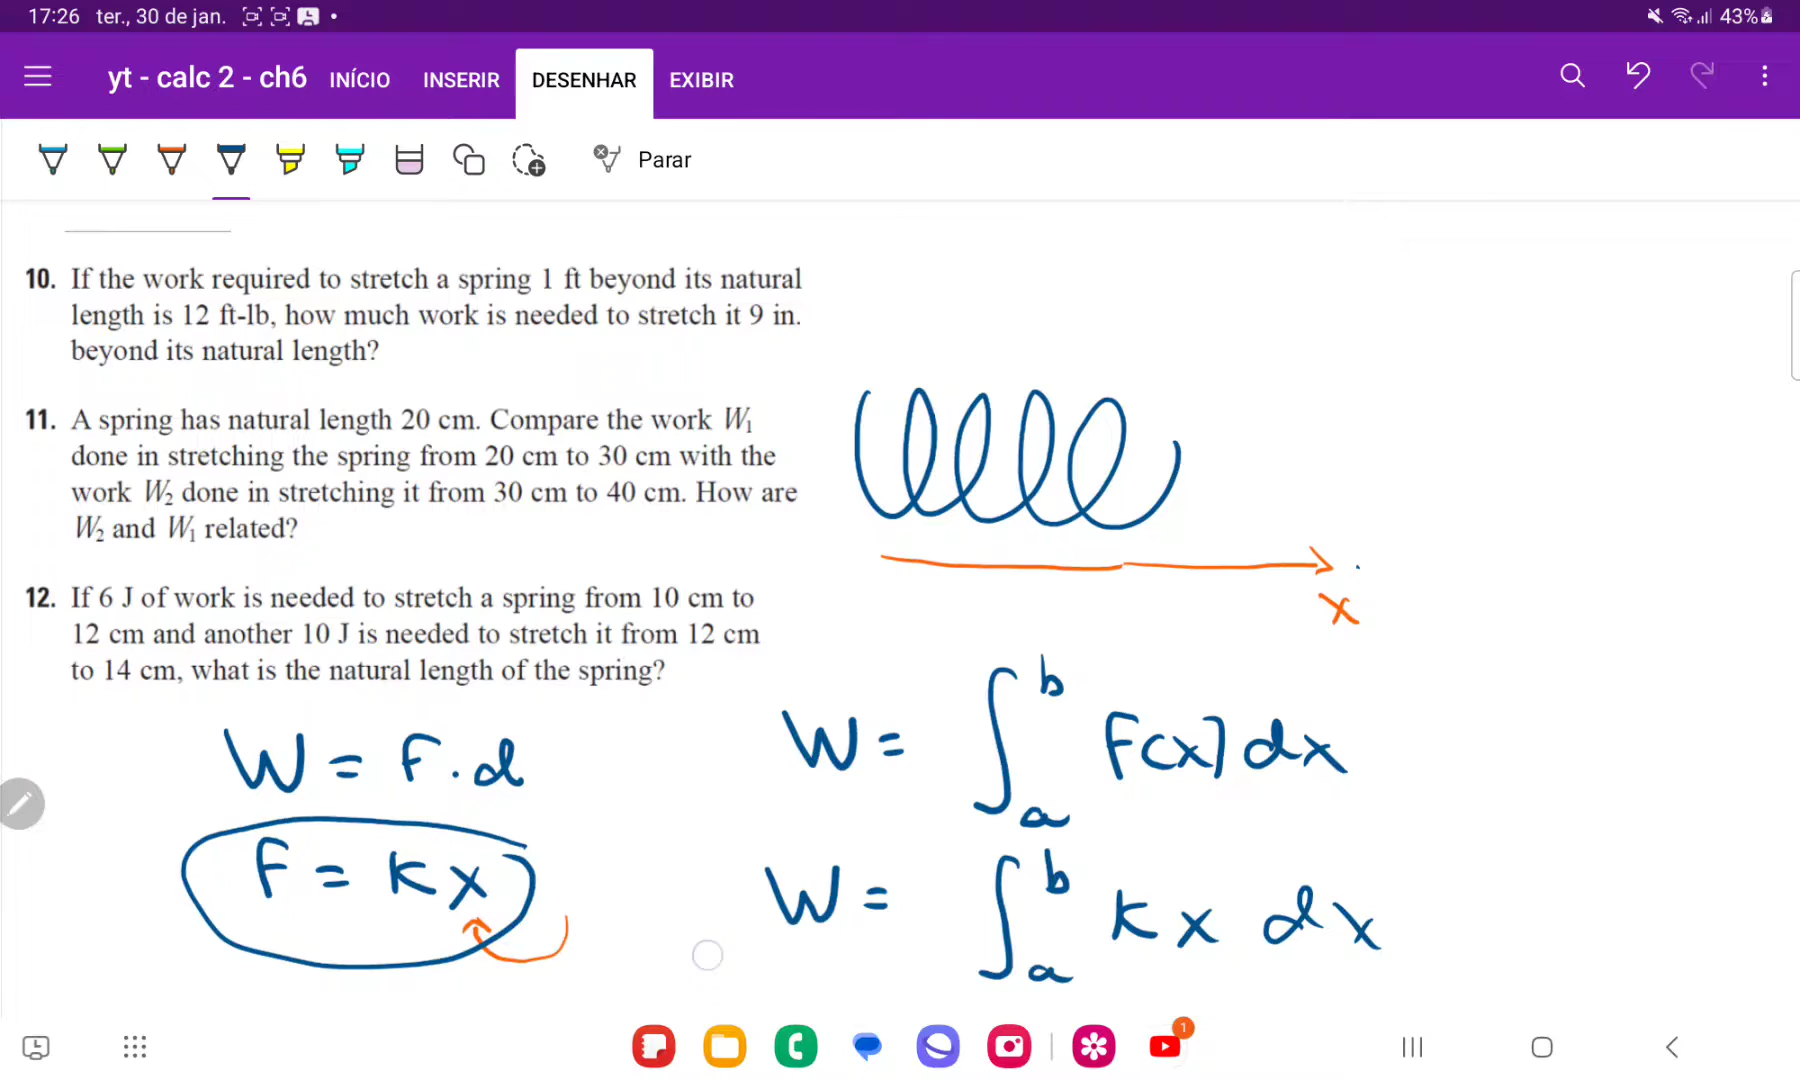 17:26 ter., 30 de jan.
43%
yt - calc 2 - ch6 INÍCIO INSERIR DESENHAR EXIBIR
Parar
10. If the work required to stretch a spring 1 ft beyond its natural
length is 12 ft-lb, how much work is needed to stretch it 9 in.
beyond its natural length?
11. A spring has natural length 20 cm. Compare the work W₁
done in stretching the spring from 20 cm to 30 cm with the
work W₂ done in stretching it from 30 cm to 40 cm. How are
W₂ and W₁ related?
x
12. If 6 J of work is needed to stretch a spring from 10 cm to
12 cm and another 10 J is needed to stretch it from 12 cm
to 14 cm, what is the natural length of the spring?
W = F · d
W = ∫ₐᵇ F(x) dx
F = Kx
W = ∫ₐᵇ K x dx
1